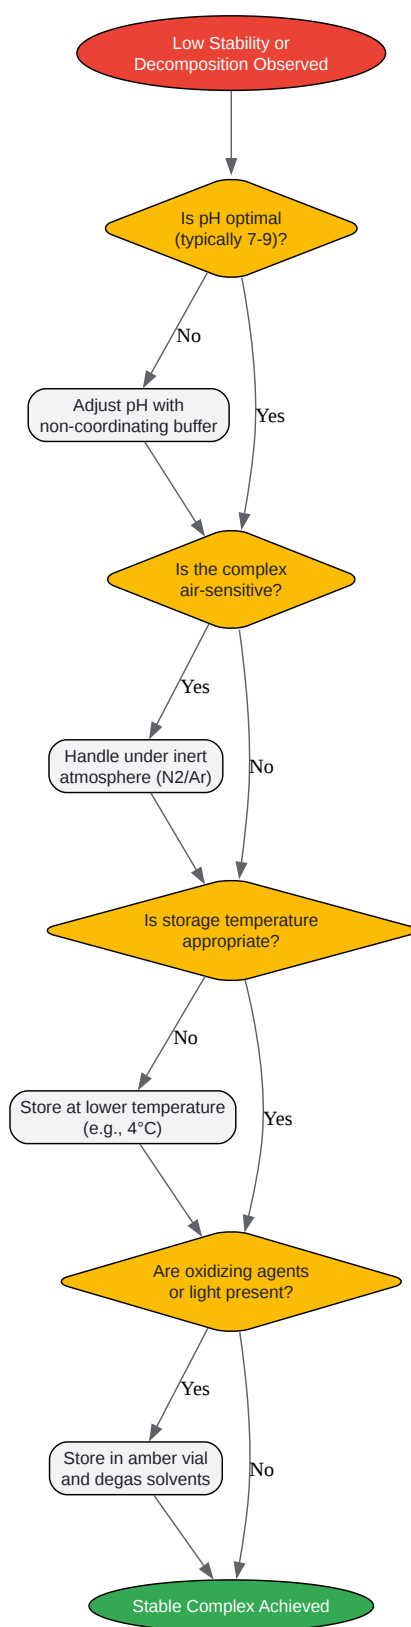 Low Stability or
Decomposition Observed
Is pH optimal
(typically 7-9)?
No
Adjust pH with
non-coordinating buffer
Yes
Is the complex
air-sensitive?
Yes
Handle under inert
atmosphere (N2/Ar)
No
Is storage temperature
appropriate?
No
Store at lower temperature
(e.g., 4°C)
Yes
Are oxidizing agents
or light present?
Yes
Store in amber vial
and degas solvents
No
Stable Complex Achieved